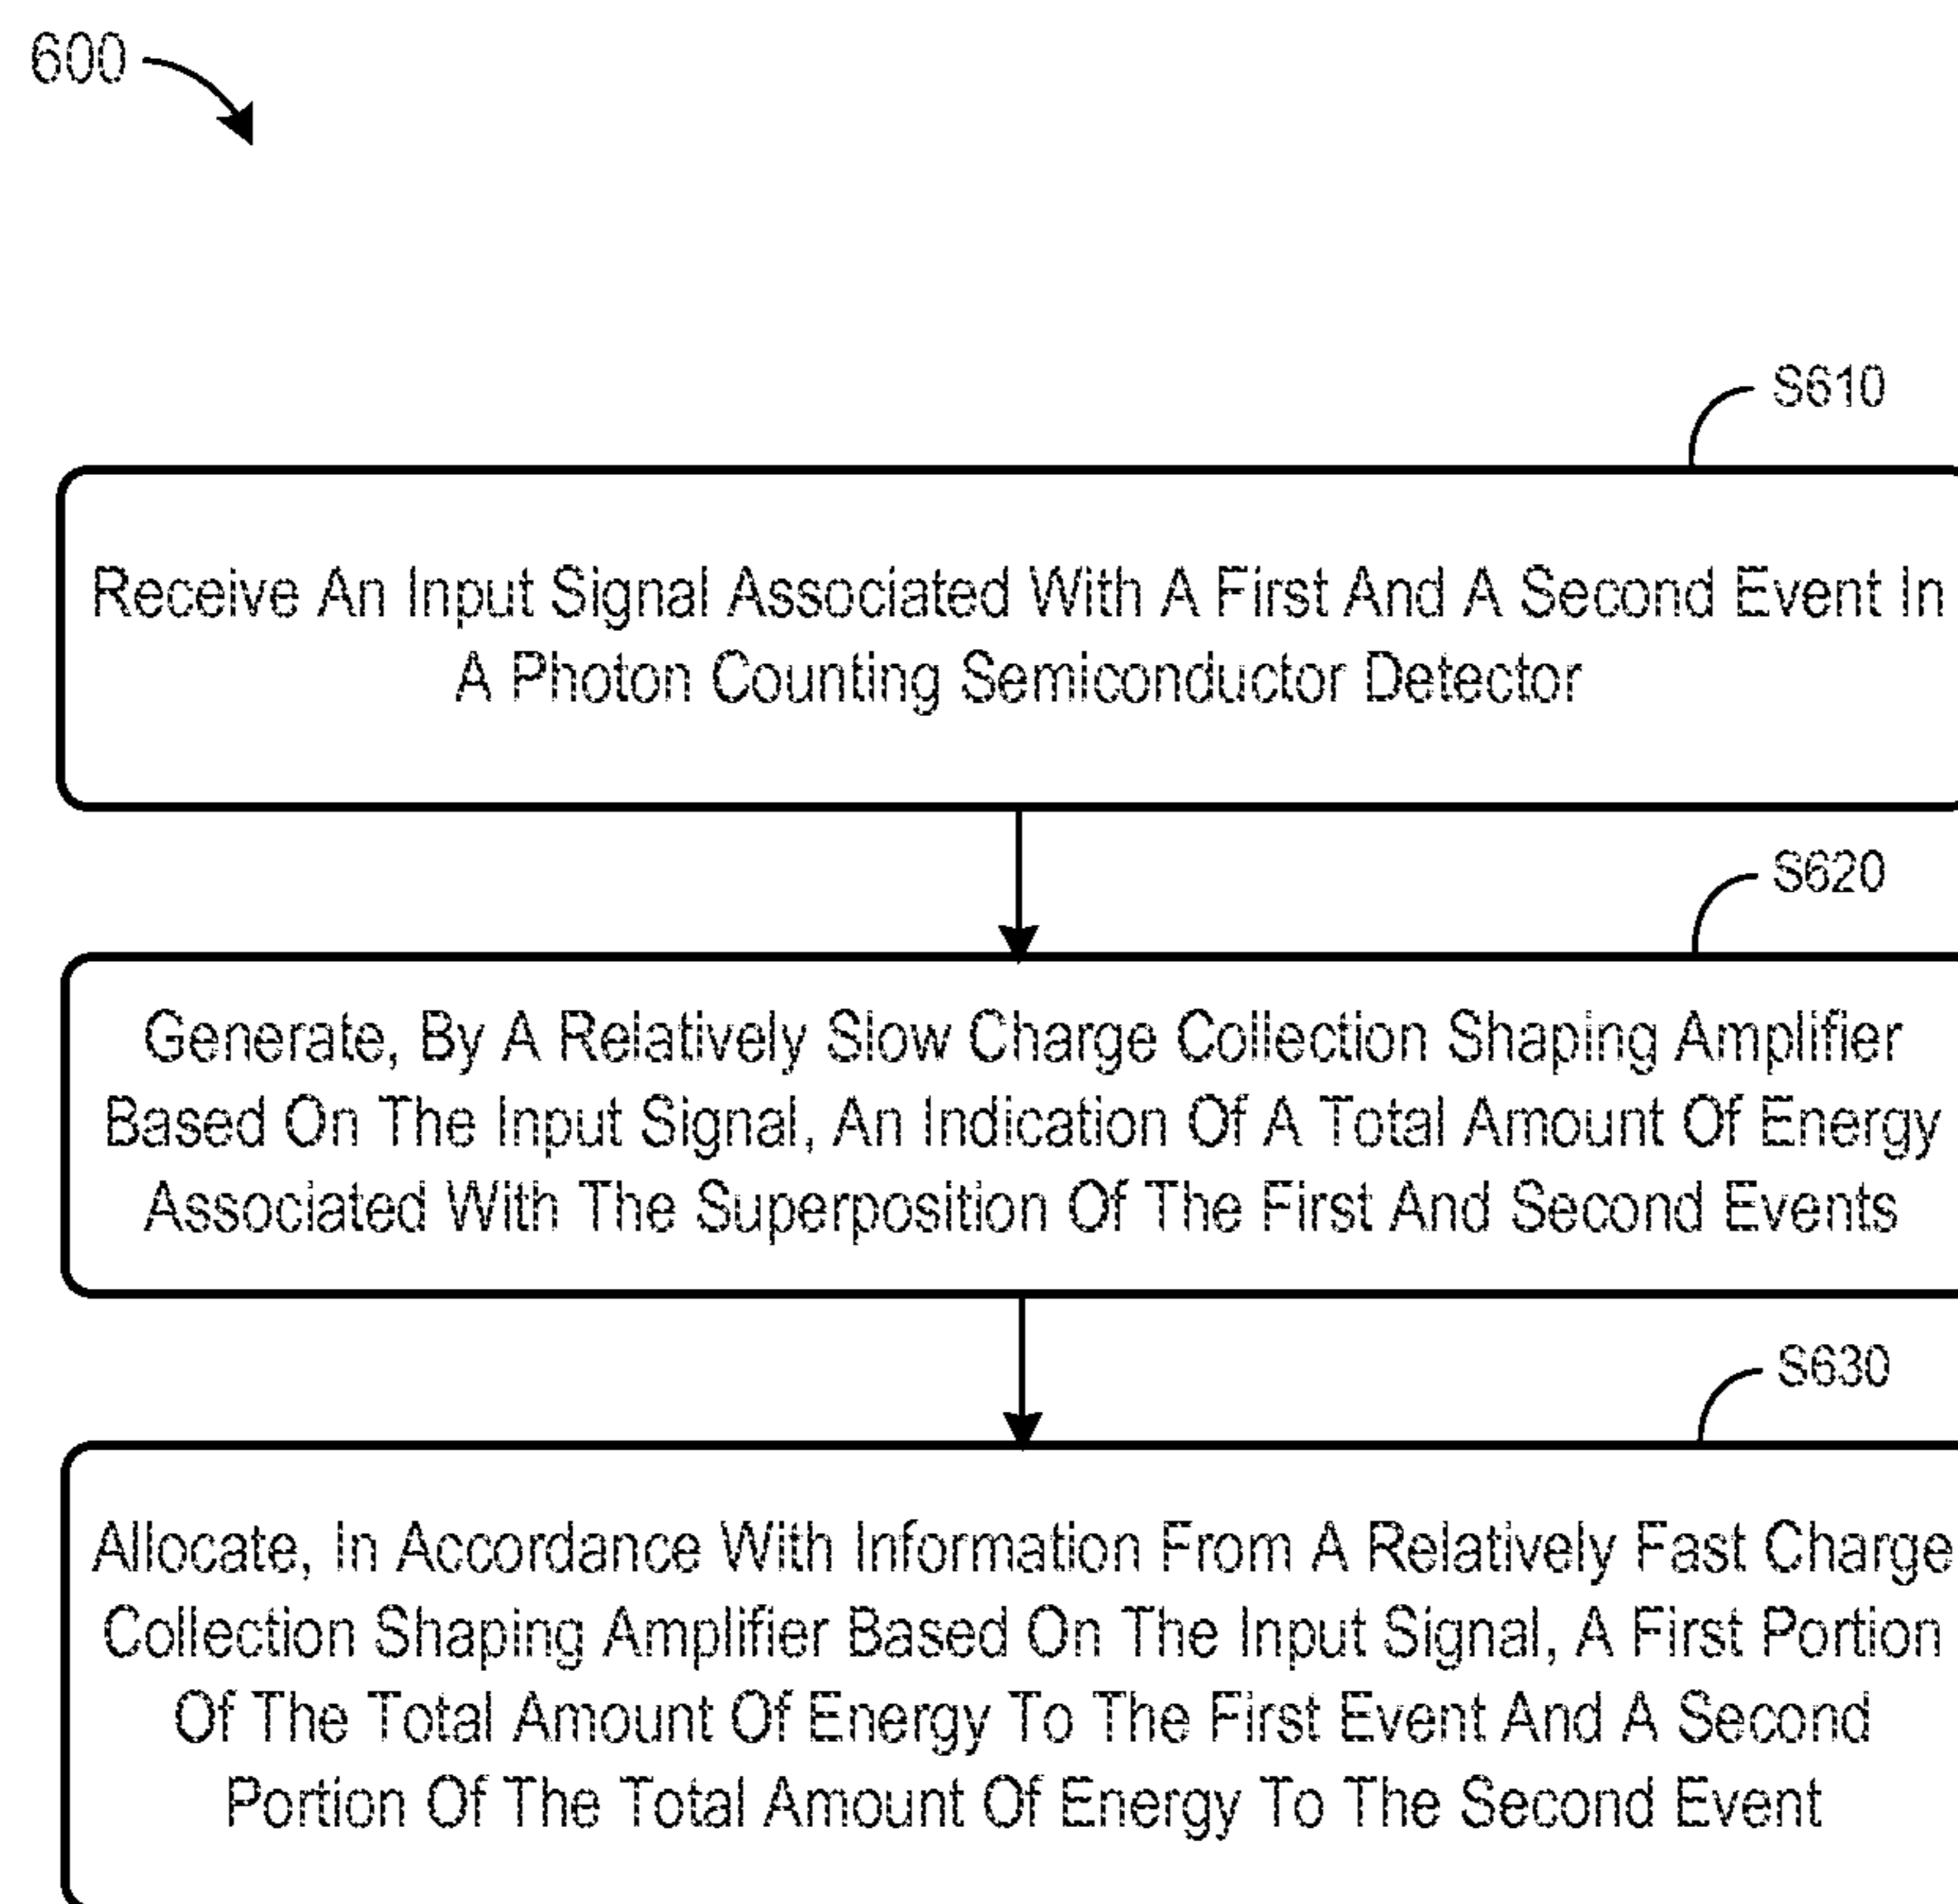 600
S610
Receive An Input Signal Associated With A First And A Second Event In
A Photon Counting Semiconductor Detector
S620
Generate, By A Relatively Slow Charge Collection Shaping Amplifier
Based On The Input Signal, An Indication Of A Total Amount Of Energy
Associated With The Superposition Of The First And Second Events
S630
Allocate, In Accordance With Information From A Relatively Fast Charge
Collection Shaping Amplifier Based On The Input Signal, A First Portion
Of The Total Amount Of Energy To The First Event And A Second
Portion Of The Total Amount Of Energy To The Second Event